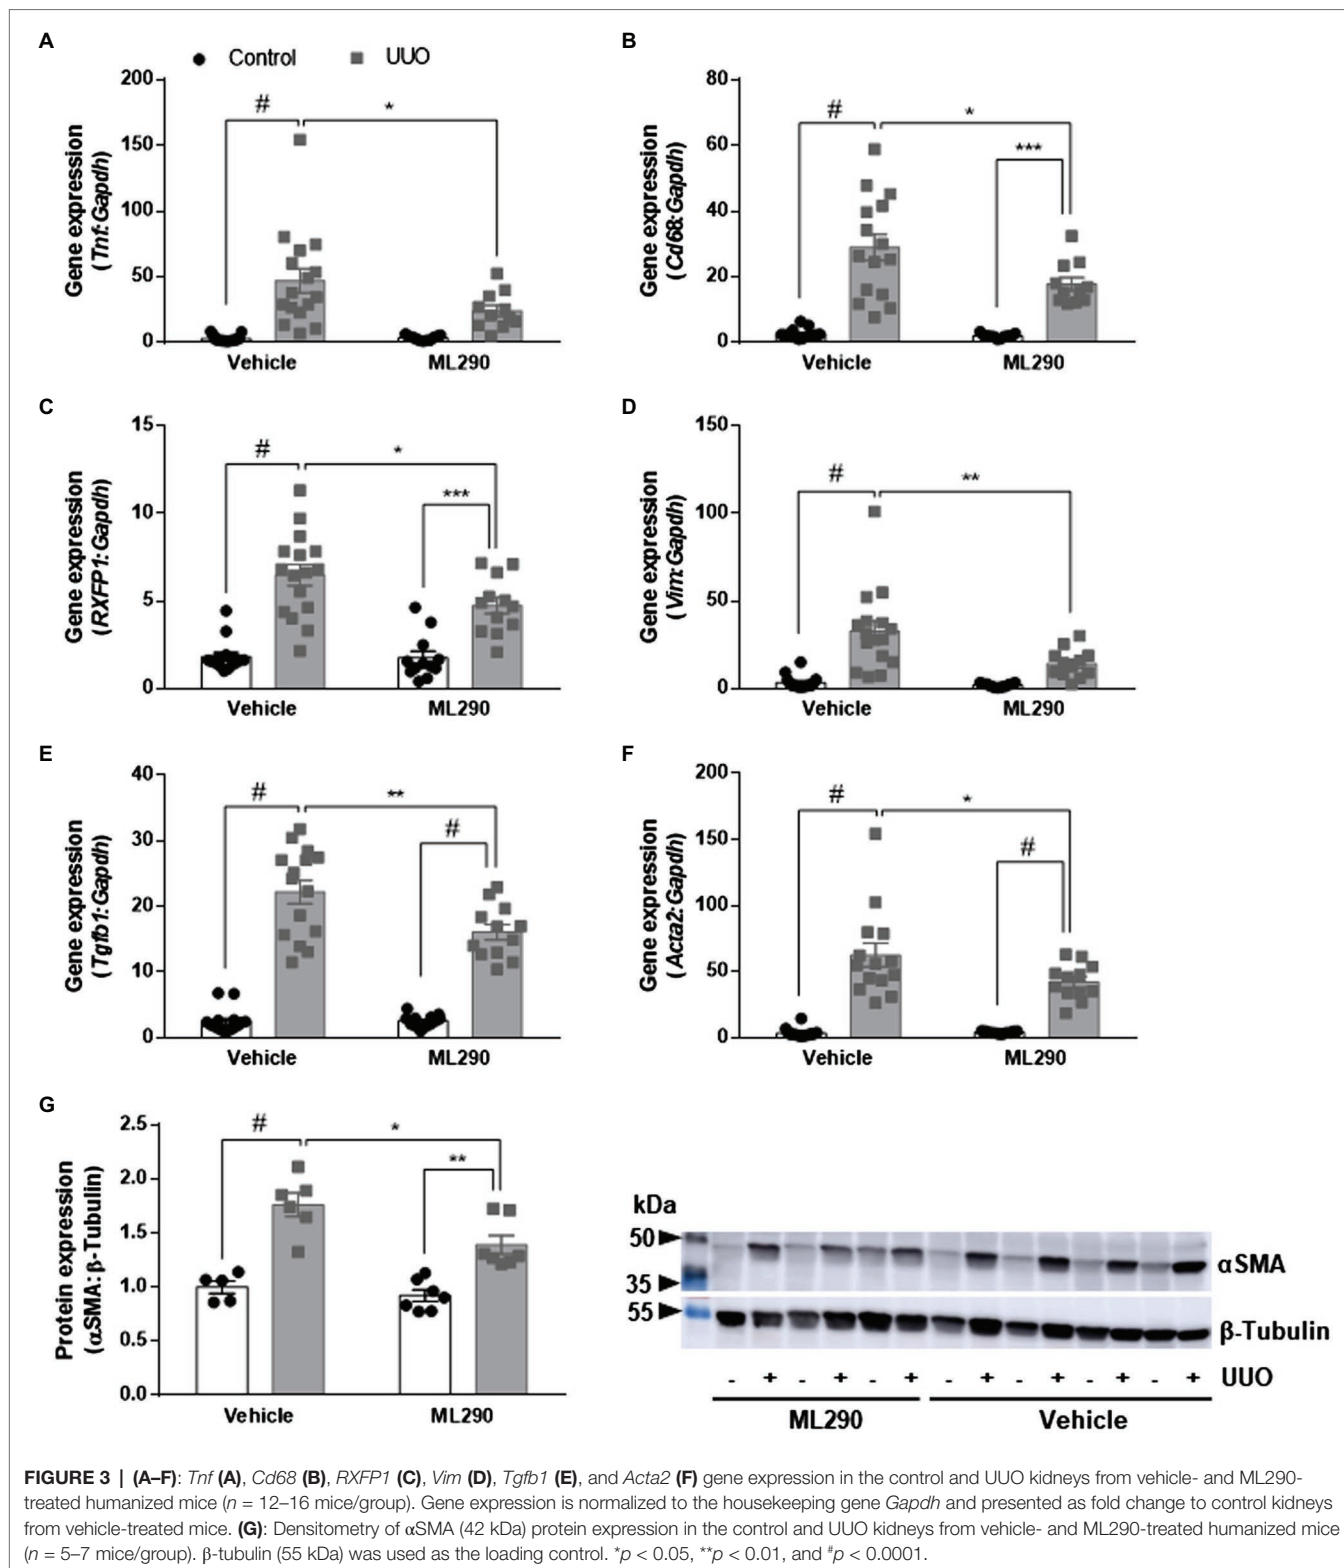 A
● Control ■ UUO
Gene expression
(Tnf:Gapdh)
200
150
100
50
0
#
*
Vehicle
ML290
B
Gene expression
(Cd68:Gapdh)
80
60
40
20
0
#
*
***
Vehicle
ML290
C
Gene expression
(RXFP1:Gapdh)
15
10
5
0
#
*
***
Vehicle
ML290
D
Gene expression
(Vim:Gapdh)
150
100
50
0
#
**
Vehicle
ML290
E
Gene expression
(Tgfb1:Gapdh)
40
30
20
10
0
#
**
#
Vehicle
ML290
F
Gene expression
(Acta2:Gapdh)
200
150
100
50
0
#
*
#
Vehicle
ML290
G
Protein expression
(αSMA:β-Tubulin)
2.5
2.0
1.5
1.0
0.5
0.0
#
*
**
Vehicle
ML290
kDa
50
35
55
αSMA
β-Tubulin
- + - + - + - + - + - + - + UUO
ML290
Vehicle
FIGURE 3 | (A–F): Tnf (A), Cd68 (B), RXFP1 (C), Vim (D), Tgfb1 (E), and Acta2 (F) gene expression in the control and UUO kidneys from vehicle- and ML290-
treated humanized mice (n = 12–16 mice/group). Gene expression is normalized to the housekeeping gene Gapdh and presented as fold change to control kidneys
from vehicle-treated mice. (G): Densitometry of αSMA (42 kDa) protein expression in the control and UUO kidneys from vehicle- and ML290-treated humanized mice
(n = 5–7 mice/group). β-tubulin (55 kDa) was used as the loading control. *p < 0.05, **p < 0.01, and #p < 0.0001.